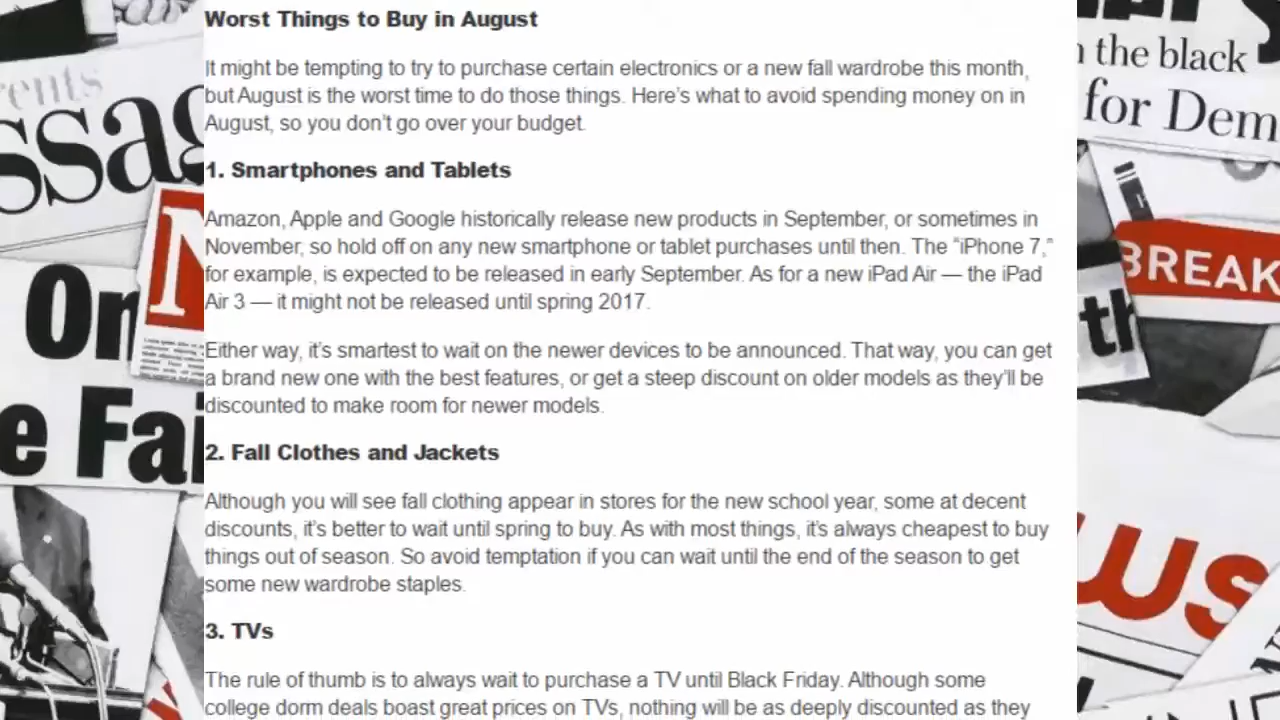 Worst Things to Buy in August
It might be tempting to try to purchase certain electronics or a new fall wardrobe this month,
but August is the worst time to do those things. Here's what to avoid spending money on in
August, so you don't go over your budget.
1. Smartphones and Tablets
Amazon, Apple and Google historically release new products in September, or sometimes in
November, so hold off on any new smartphone or tablet purchases until then. The “iPhone 7,”
for example, is expected to be released in early September. As for a new iPad Air — the iPad
Air 3 — it might not be released until spring 2017.
Either way, it's smartest to wait on the newer devices to be announced. That way, you can get
a brand new one with the best features, or get a steep discount on older models as they'll be
discounted to make room for newer models.
2. Fall Clothes and Jackets
Although you will see fall clothing appear in stores for the new school year, some at decent
discounts, it's better to wait until spring to buy. As with most things, it's always cheapest to buy
things out of season. So avoid temptation if you can wait until the end of the season to get
some new wardrobe staples.
3. TVs
The rule of thumb is to always wait to purchase a TV until Black Friday. Although some
college dorm deals boast great prices on TVs, nothing will be as deeply discounted as they
ents
ssag
N
On
e Fai
the black
for Dem
BREAK
th
ws